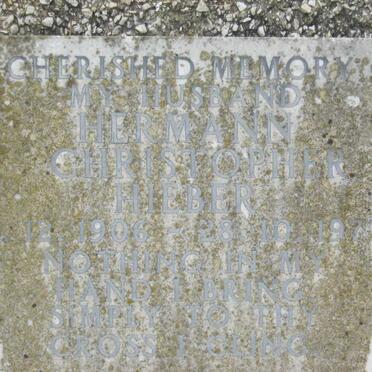 CHERISHED MEMORY
MY HUSBAND
HERMANN
CHRISTOPHER
HIEBER
. 12. 1906 – 8. 10. 197
NOTHING IN MY
HAND I BRING
SIMPLY TO THY
CROSS I CLING.